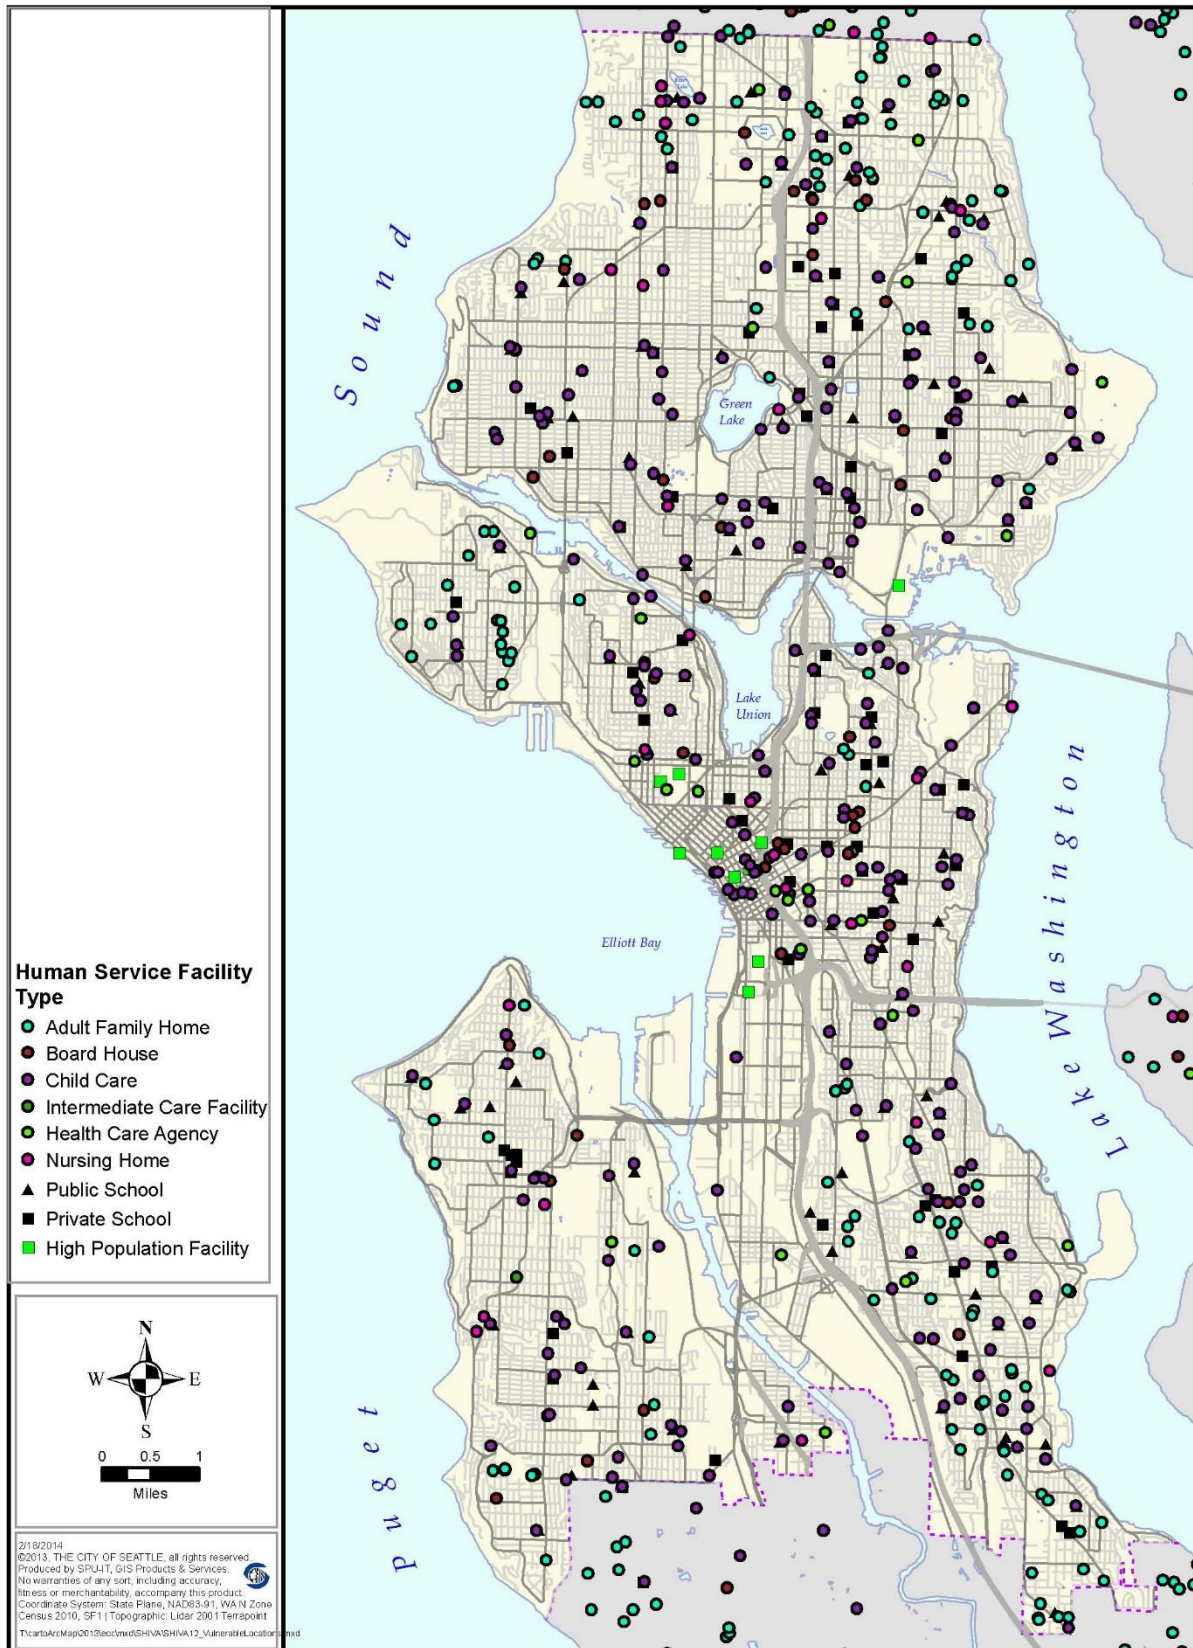 Human Service Facility
Type
Adult Family Home
Board House
Child Care
Intermediate Care Facility
Health Care Agency
Nursing Home
Public School
Private School
High Population Facility
N
W E
S
0 0.5 1
Miles
2/18/2014
©2013, THE CITY OF SEATTLE, all rights reserved.
Produced by SPU-IT, GIS Products & Services.
No warranties of any sort, including accuracy,
fitness or merchantability, accompany this product.
Coordinate System: State Plane, NAD83-91, WA N Zone
Census 2010, SF1 | Topographic: Lidar 2001 Terrapoint
Puget Sound
Green
Lake
Lake
Union
Elliott Bay
Lake Washington